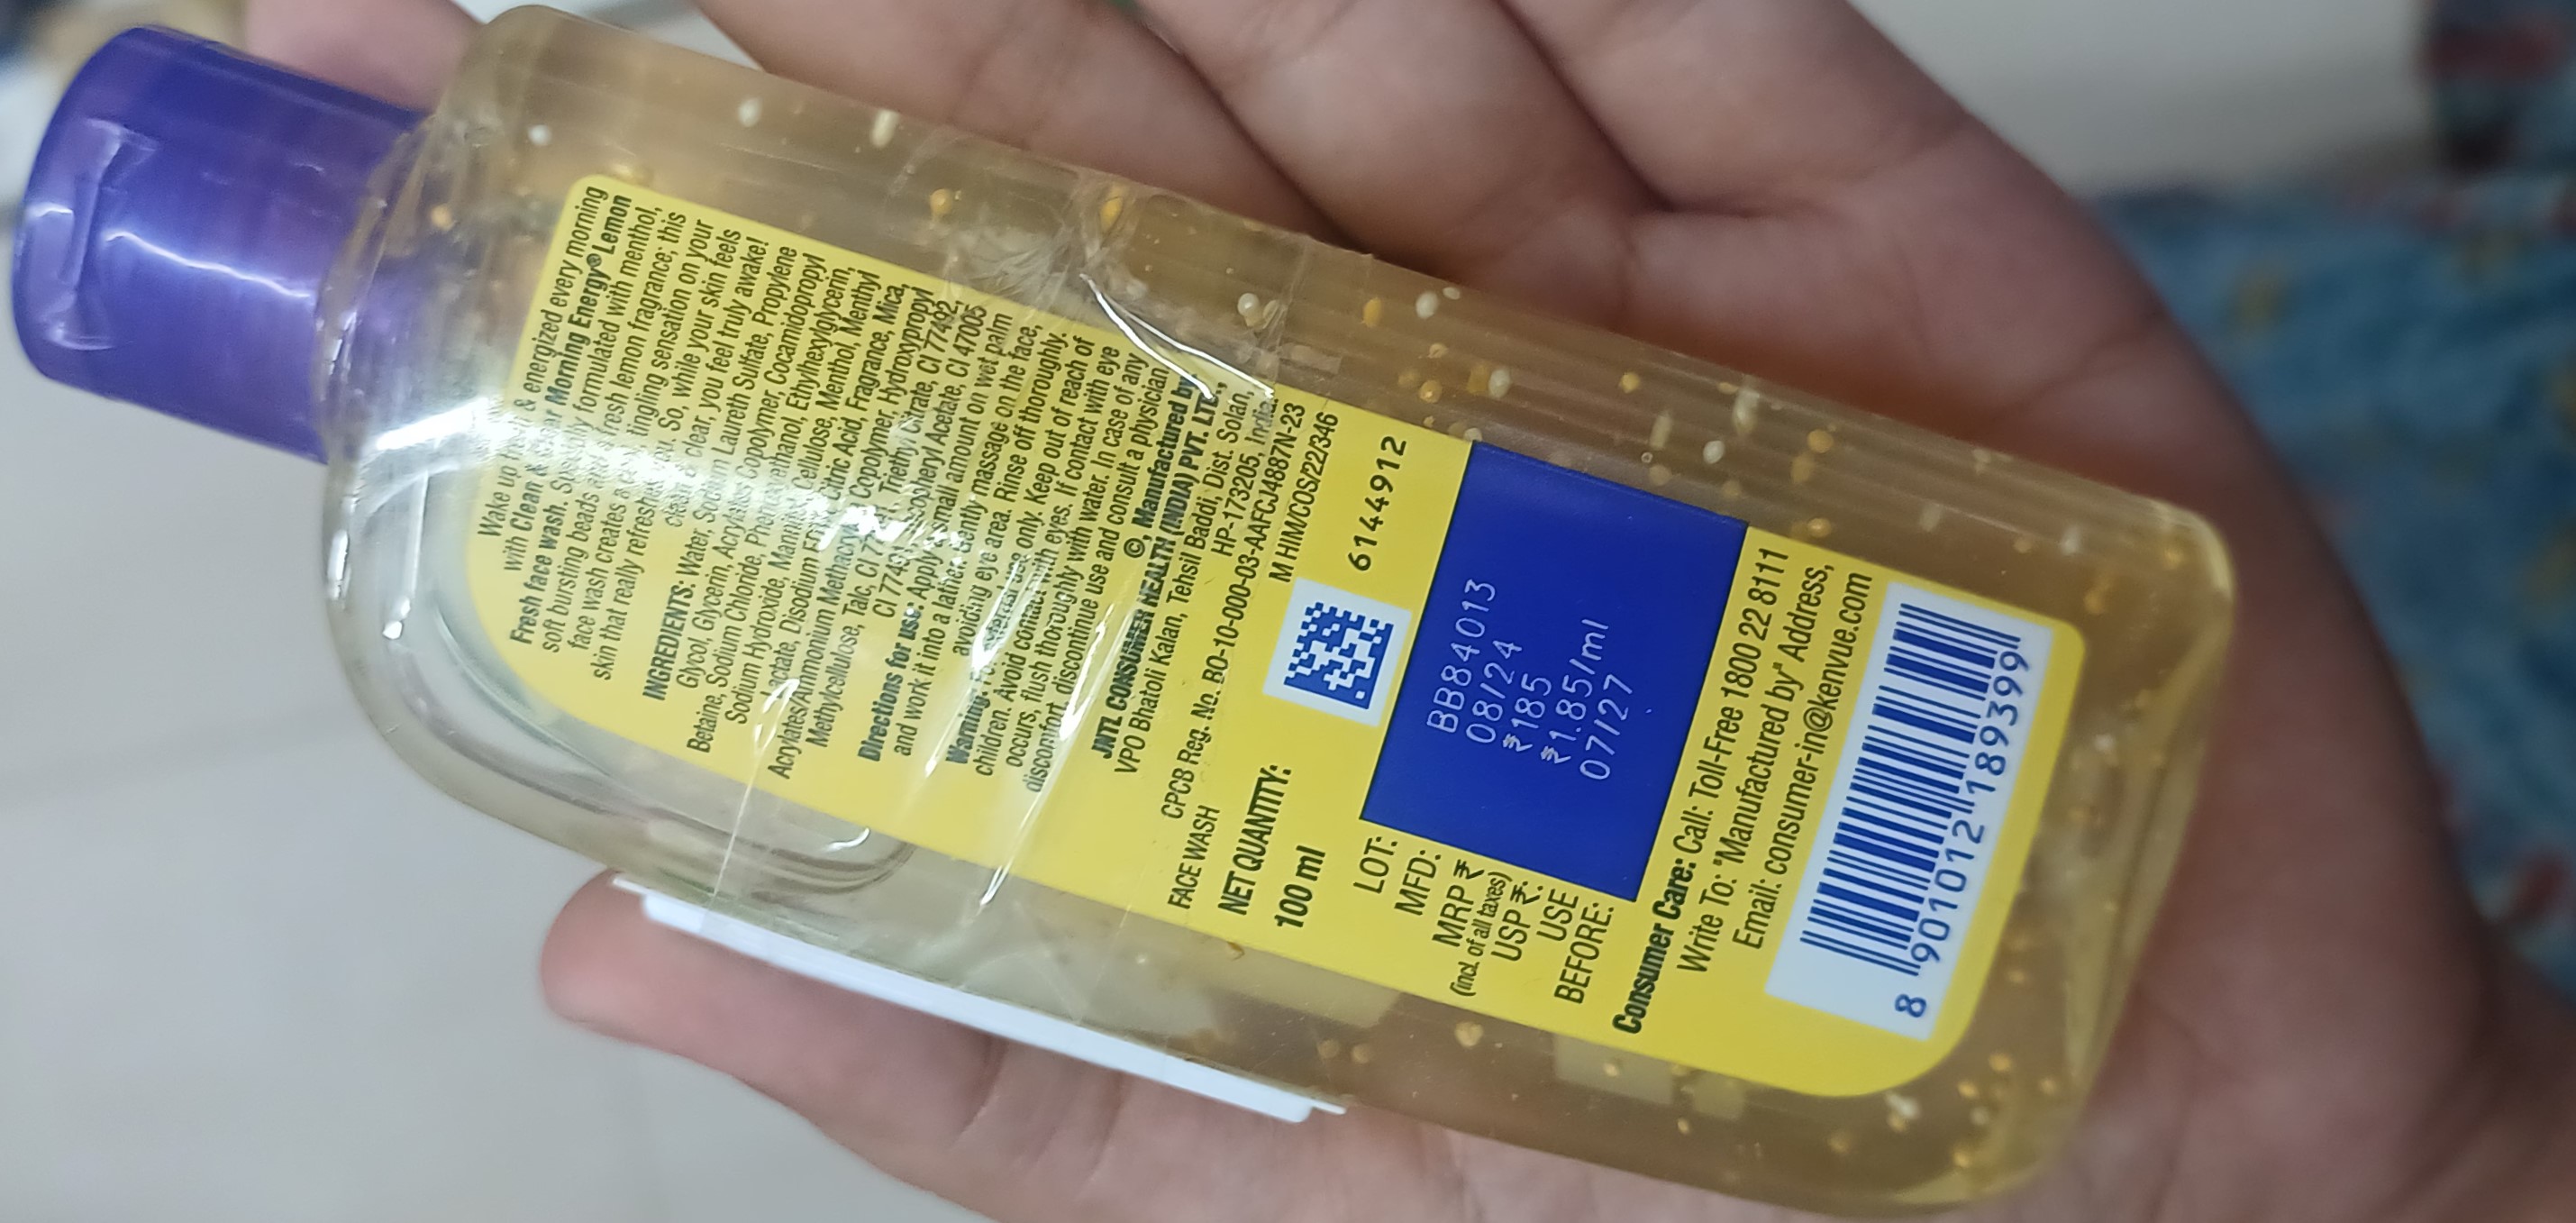 Wake up fresh & energized every morning
with Clean & Clear Morning Energy® Lemon
Fresh face wash. Specially formulated with menthol,
soft bursting beads and a fresh lemon fragrance; this
face wash creates a tingling sensation on your
skin that really refreshes you. So, while your skin feels
clean & clear, you feel truly awake!
INGREDIENTS: Water, Sodium Laureth Sulfate, Propylene
Glycol, Glycerin, Acrylates Copolymer, Cocamidopropyl
Betaine, Sodium Chloride, Phenoxyethanol, Ethylhexylglycerin,
Sodium Hydroxide, Mannitol, Cellulose, Menthol, Menthyl
Lactate, Disodium EDTA, Citric Acid, Fragrance, Mica,
Acrylates/Ammonium Methacrylate Copolymer, Hydroxypropyl
Methylcellulose, Talc, Triethyl Citrate, CI 77492,
CI 77491, Tocopheryl Acetate, CI 47005
Directions for use: Apply small amount on wet palm
and work it into a lather. Gently massage on the face,
avoiding eye area. Rinse off thoroughly.
Warning: For external use only. Keep out of reach of
children. Avoid contact with eyes. If contact with eye
occurs, flush thoroughly with water. In case of any
discomfort, discontinue use and consult a physician.
©, Manufactured by
JNTL CONSUMER HEALTH (INDIA) PVT. LTD.,
VPO Bhatoli Kalan, Tehsil Baddi, Dist. Solan,
HP-173205, India.
CPCB Reg. No. BO-10-000-03-AAFCJ4887N-23
FACE WASH M HIM/COS/22/346
NET QUANTITY:
100 ml
6144912
LOT: BB84013
MFD: 08/24
MRP ₹ ₹185
(incl. of all taxes)
USP ₹: ₹1.85/ml
USE
BEFORE: 07/27
Consumer Care: Call: Toll-Free 1800 22 8111
Write To: "Manufactured by" Address,
Email: consumer-in@kenvue.com
8 901012 189399